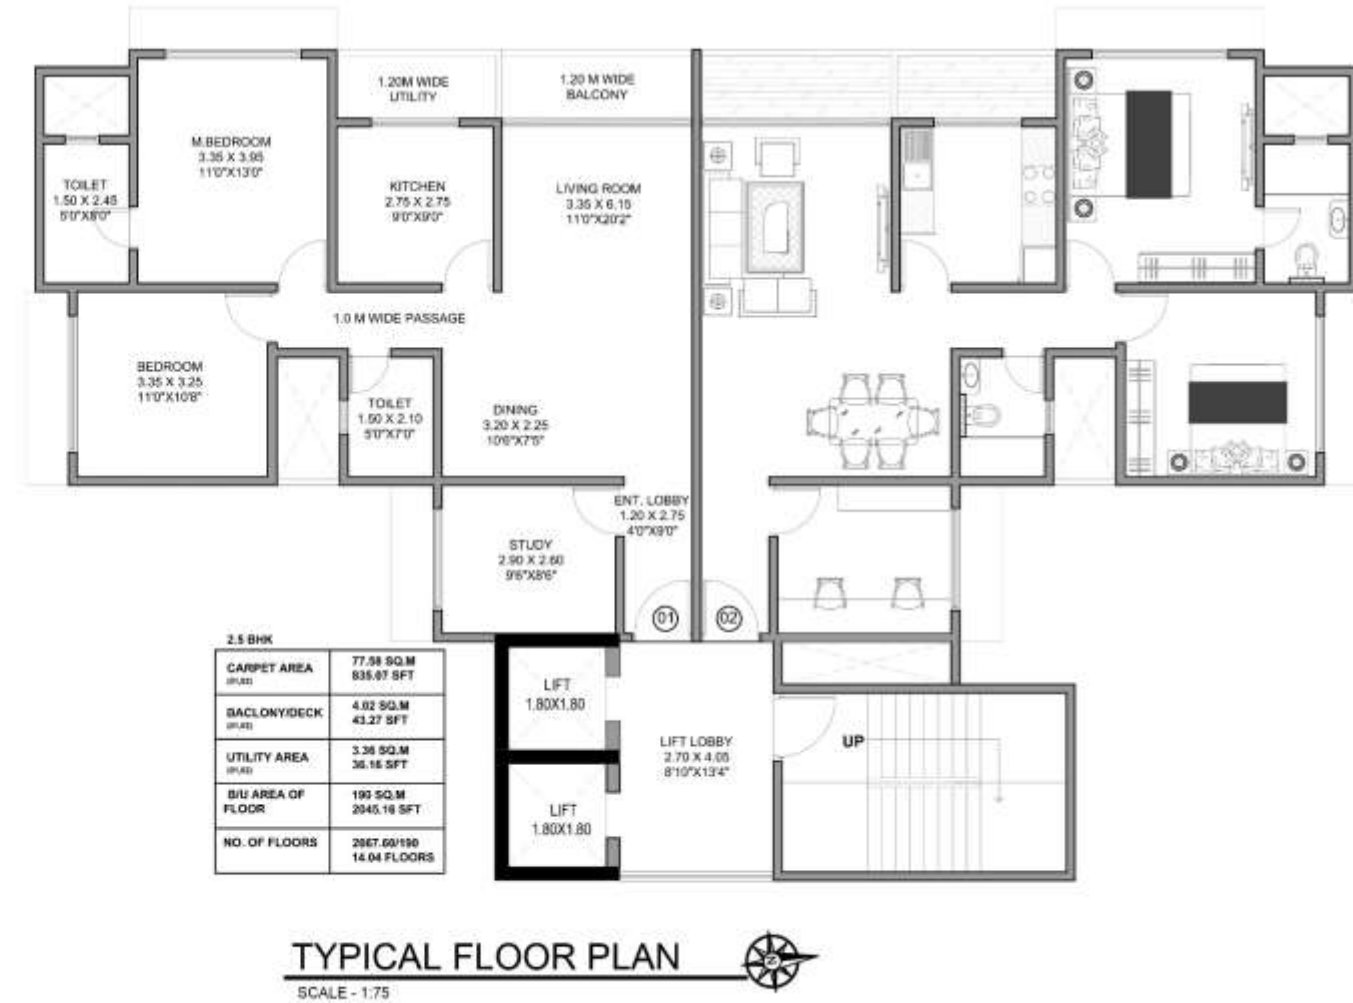 1.20M WIDE
UTILITY
1.20 M WIDE
BALCONY
M.BEDROOM
3.35 X 3.95
11'0"X13'0"
TOILET
1.50 X 2.45
5'0"X8'0"
KITCHEN
2.75 X 2.75
9'0"X9'0"
LIVING ROOM
3.35 X 6.15
11'0"X20'2"
1.0 M WIDE PASSAGE
BEDROOM
3.35 X 3.25
11'0"X10'8"
TOILET
1.50 X 2.10
5'0"X7'0"
DINING
3.20 X 2.25
10'6"X7'5"
ENT. LOBBY
1.20 X 2.75
4'0"X9'0"
STUDY
2.90 X 2.60
9'6"X8'6"
01
02
2.5 BHK
CARPET AREA
77.58 SQ.M
835.07 SFT
BACLONY/DECK
4.02 SQ.M
43.27 SFT
UTILITY AREA
3.36 SQ.M
36.16 SFT
B/U AREA OF
FLOOR
190 SQ.M
2045.16 SFT
NO. OF FLOORS
2667.60/190
14.04 FLOORS
LIFT
1.80X1.80
LIFT
1.80X1.80
LIFT LOBBY
2.70 X 4.05
8'10"X13'4"
UP
TYPICAL FLOOR PLAN
N
SCALE - 1:75